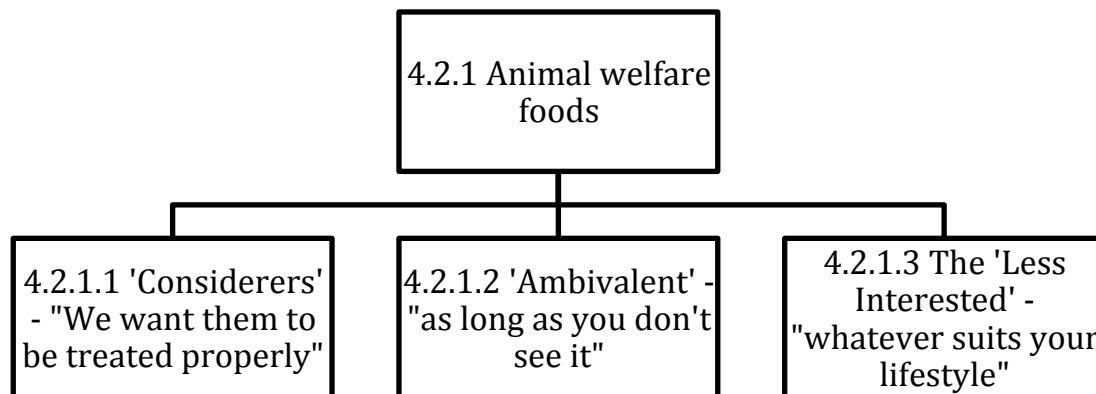 4.2.1 Animal welfare
foods
4.2.1.1 'Considerers'
- "We want them to
be treated properly"
4.2.1.2 'Ambivalent' -
"as long as you don't
see it"
4.2.1.3 The 'Less
Interested' -
"whatever suits your
lifestyle"